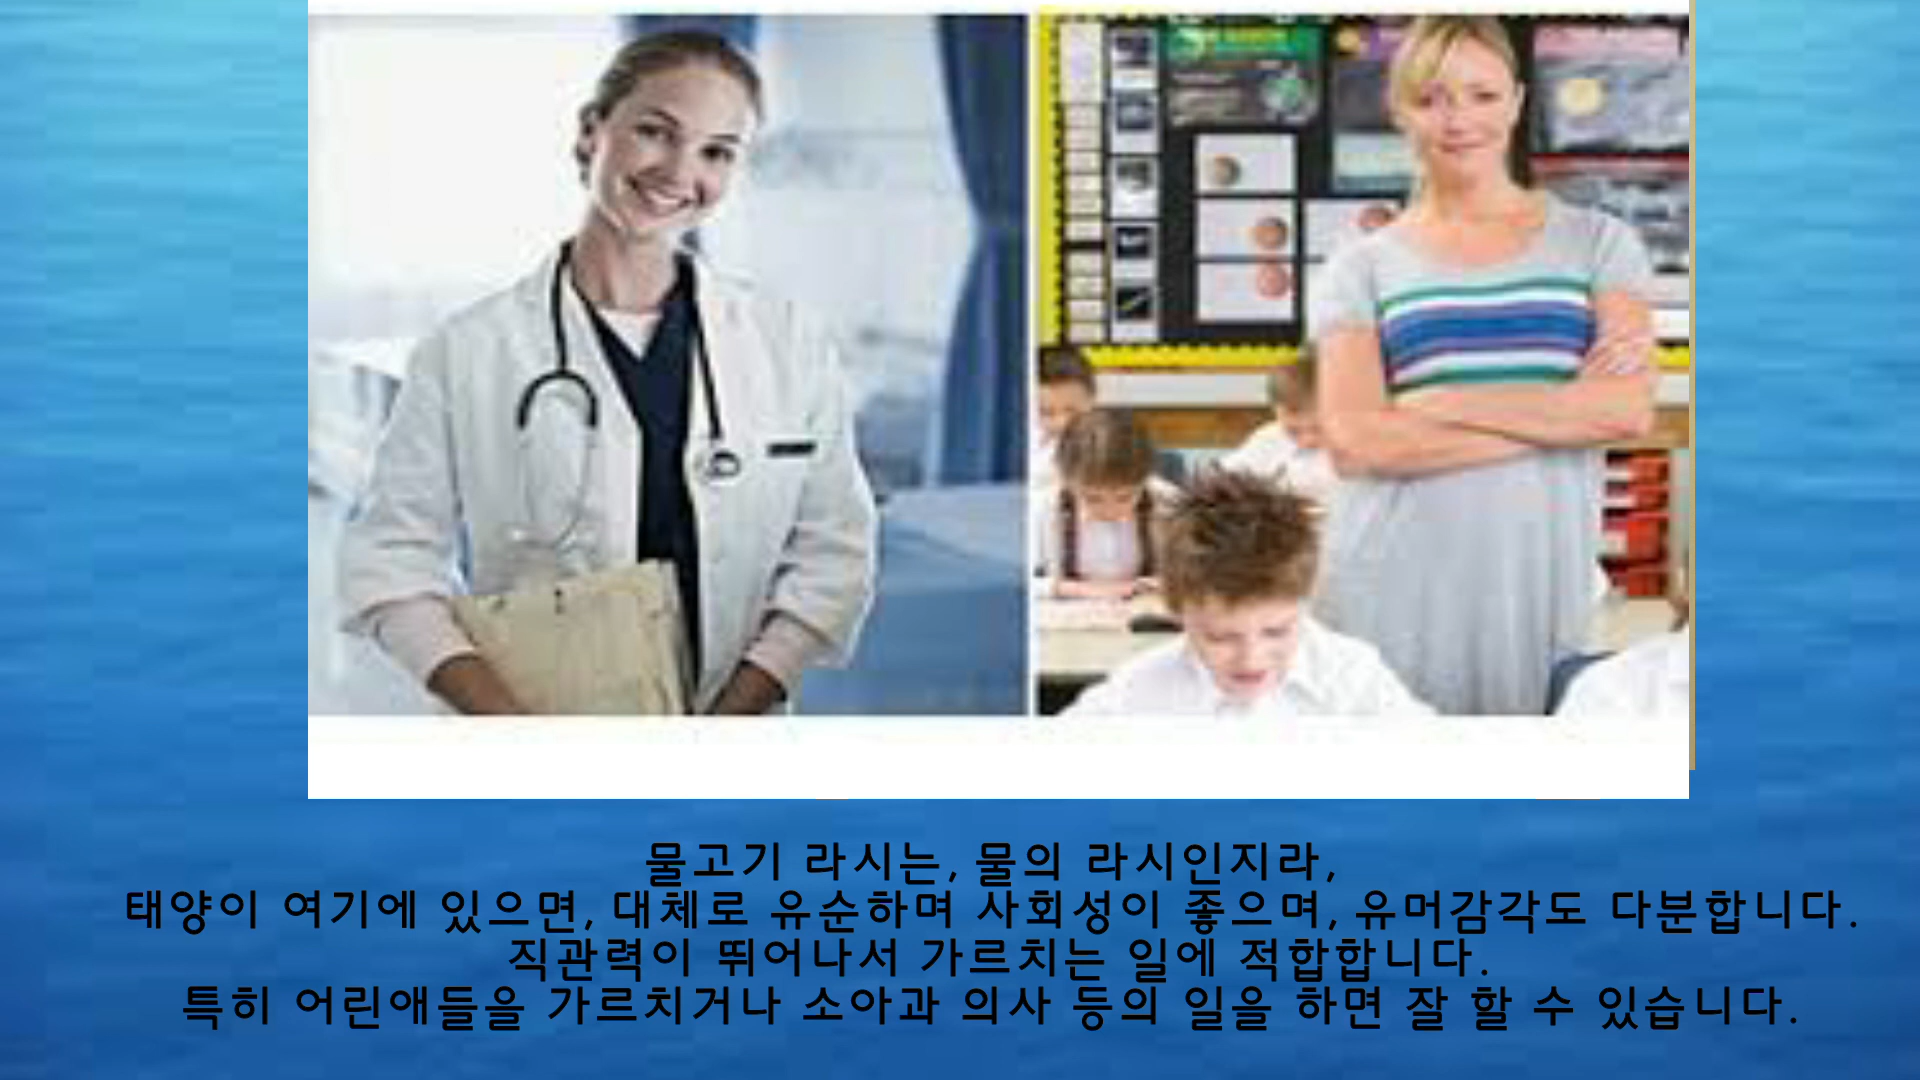 물고기 라시는, 물의 라시인지라,
태양이 여기에 있으면, 대체로 유순하며 사회성이 좋으며, 유머감각도 다분합니다.
직관력이 뛰어나서 가르치는 일에 적합합니다.
특히 어린애들을 가르치거나 소아과 의사 등의 일을 하면 잘 할 수 있습니다.